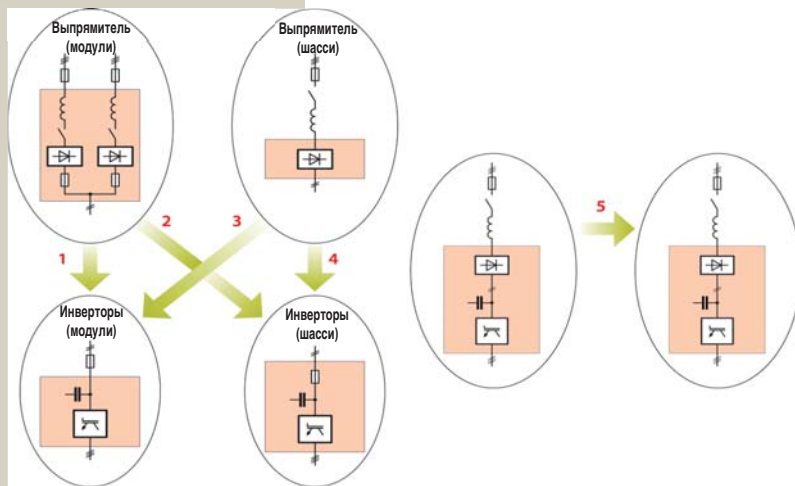 Выпрямитель
(модули)
Выпрямитель
(шасси)
1
2
3
4
5
Инверторы
(модули)
Инверторы
(шасси)